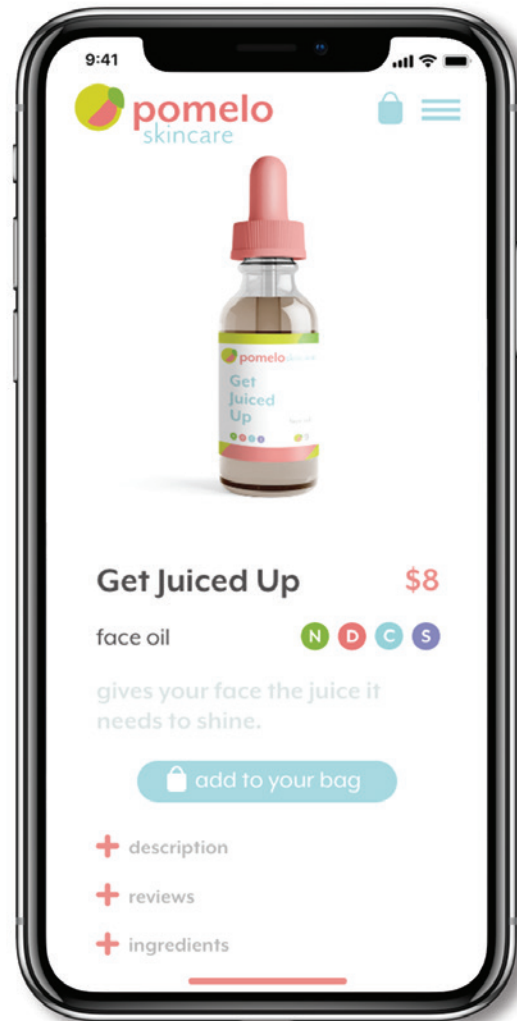 9:41
pomelo
skincare
pomelo
Get
Juiced
Up
Get Juiced Up
$8
face oil
N D C S
gives your face the juice it
needs to shine.
add to your bag
description
reviews
ingredients